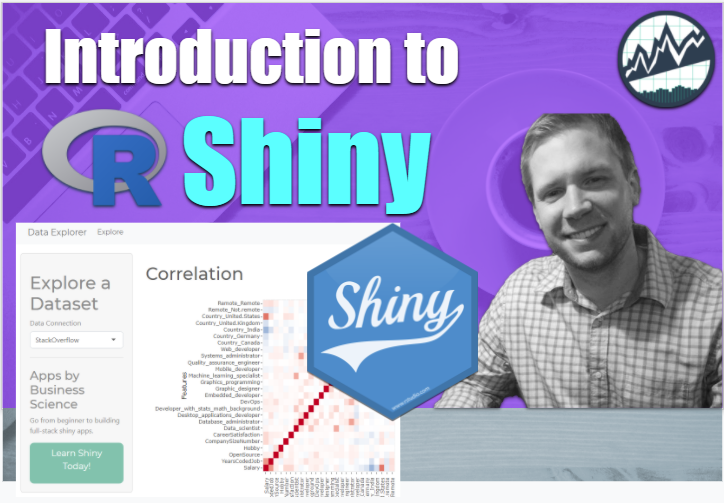 Introduction to
R Shiny
Data Explorer Explore
Explore a
Dataset
Data Connection
StackOverflow
Apps by
Business
Science
Go from beginner to building
full-stack shiny apps.
Learn Shiny
Today!
Correlation
Shiny
Features
Remote_Remote
Remote_Not.remote
Country_United.States
Country_United.Kingdom
Country_India
Country_Germany
Country_Canada
Web_developer
Systems_administrator
Quality_assurance_engineer
Mobile_developer
Machine_learning_specialist
Graphics_programming
Graphic_designer
Embedded_developer
DevOps
Developer_with_stats_math_background
Desktop_applications_developer
Database_administrator
Data_scientist
CareerSatisfaction
CompanySizeNumber
Hobby
OpenSource
YearsCodedJob
Salary